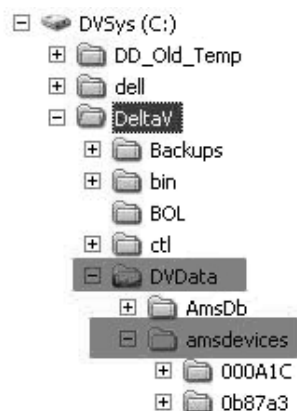 DVSys (C:)
DD_Old_Temp
dell
DeltaV
Backups
bin
BOL
ctl
DVData
AmsDb
amsdevices
000A1C
0b87a3